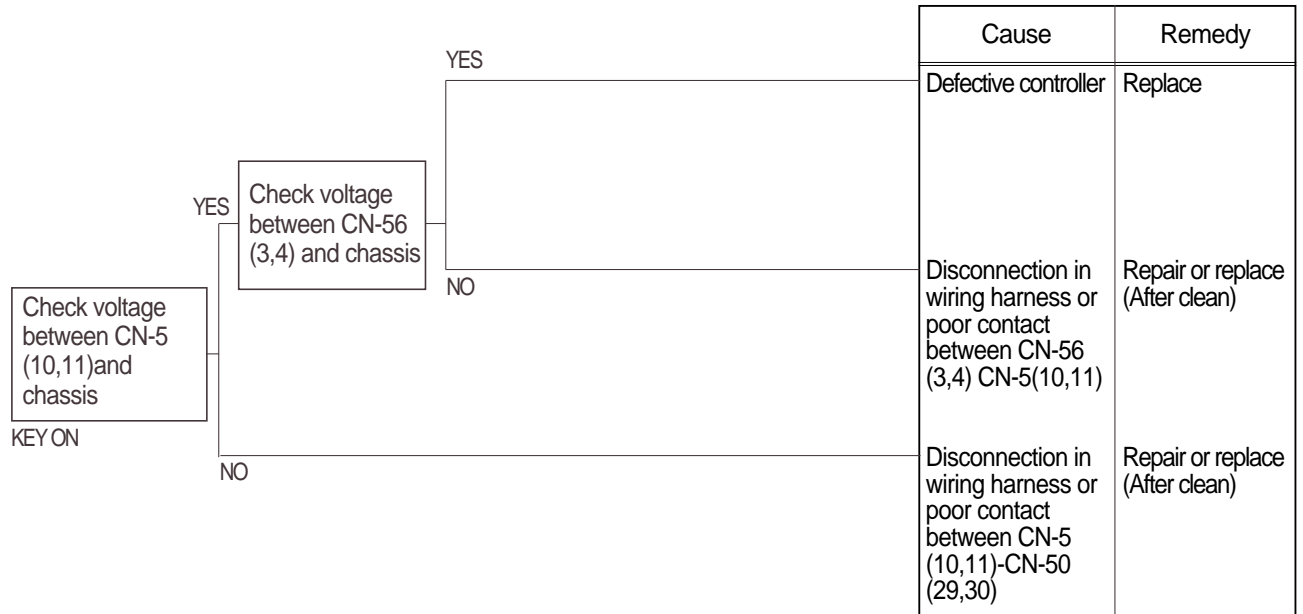 Cause
Remedy
YES
Defective controller
Replace
YES
Check voltage
between CN-56
(3,4) and chassis
NO
Disconnection in
wiring harness or
poor contact
between CN-56
(3,4) CN-5(10,11)
Repair or replace
(After clean)
Check voltage
between CN-5
(10,11)and
chassis
KEY ON
NO
Disconnection in
wiring harness or
poor contact
between CN-5
(10,11)-CN-50
(29,30)
Repair or replace
(After clean)